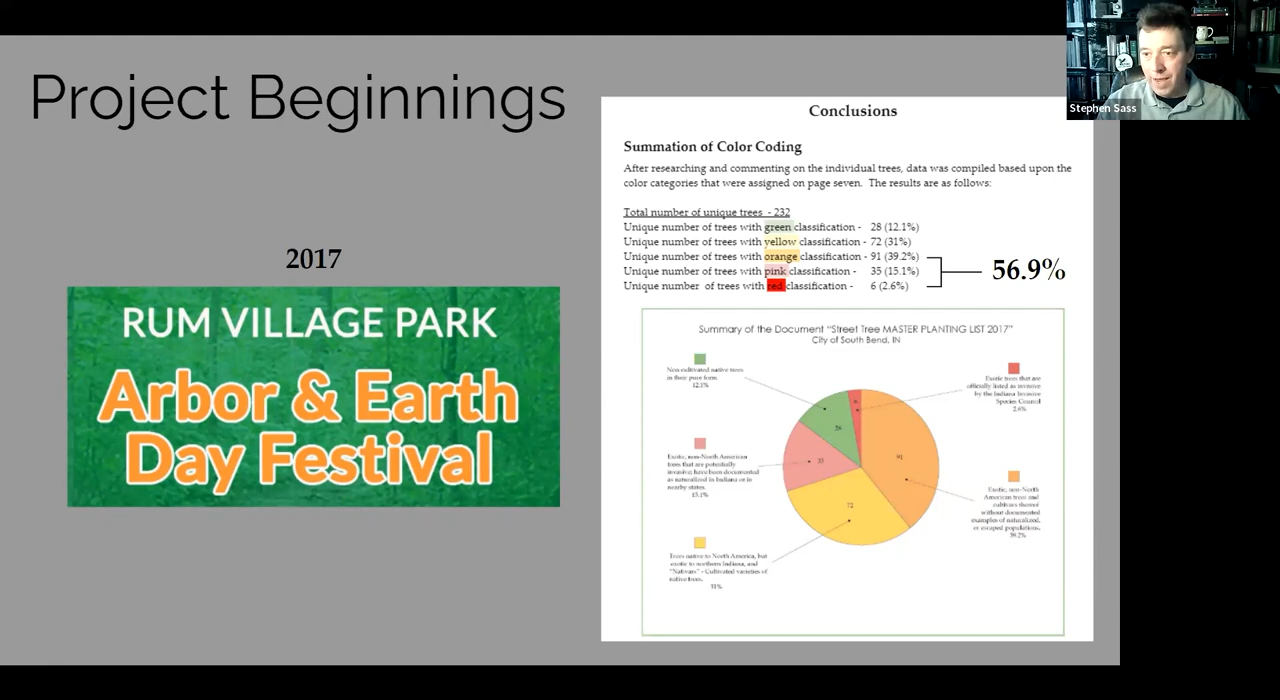 Project Beginnings
Stephen Sass
2017
RUM VILLAGE PARK
Arbor & Earth
Day Festival
Conclusions
Summation of Color Coding
After researching and commenting on the individual trees, data was compiled based upon the
color categories that were assigned on page seven. The results are as follows:
Total number of unique trees - 232
Unique number of trees with green classification - 28 (12.1%)
Unique number of trees with yellow classification - 72 (31%)
Unique number of trees with orange classification - 91 (39.2%)
Unique number of trees with pink classification - 35 (15.1%)
Unique number of trees with red classification - 6 (2.6%)
56.9%
Summary of the Document "Street Tree MASTER PLANTING LIST 2017"
City of South Bend, IN
Non-cultivated native trees
in their pure form.
12.1%
Exotic trees that are
officially listed as invasive
by the Indiana Invasive
Species Council
2.6%
Exotic, non-North American
trees that are potentially
invasive; have been documented
as naturalized in Indiana or in
nearby states.
15.1%
Exotic, non-North
American trees and
cultivars thereof
without documented
examples of naturalized,
or escaped populations.
39.2%
Trees native to North America, but
exotic to northern Indiana, and
"Nativars" - Cultivated varieties of
native trees.
31%
28
91
72